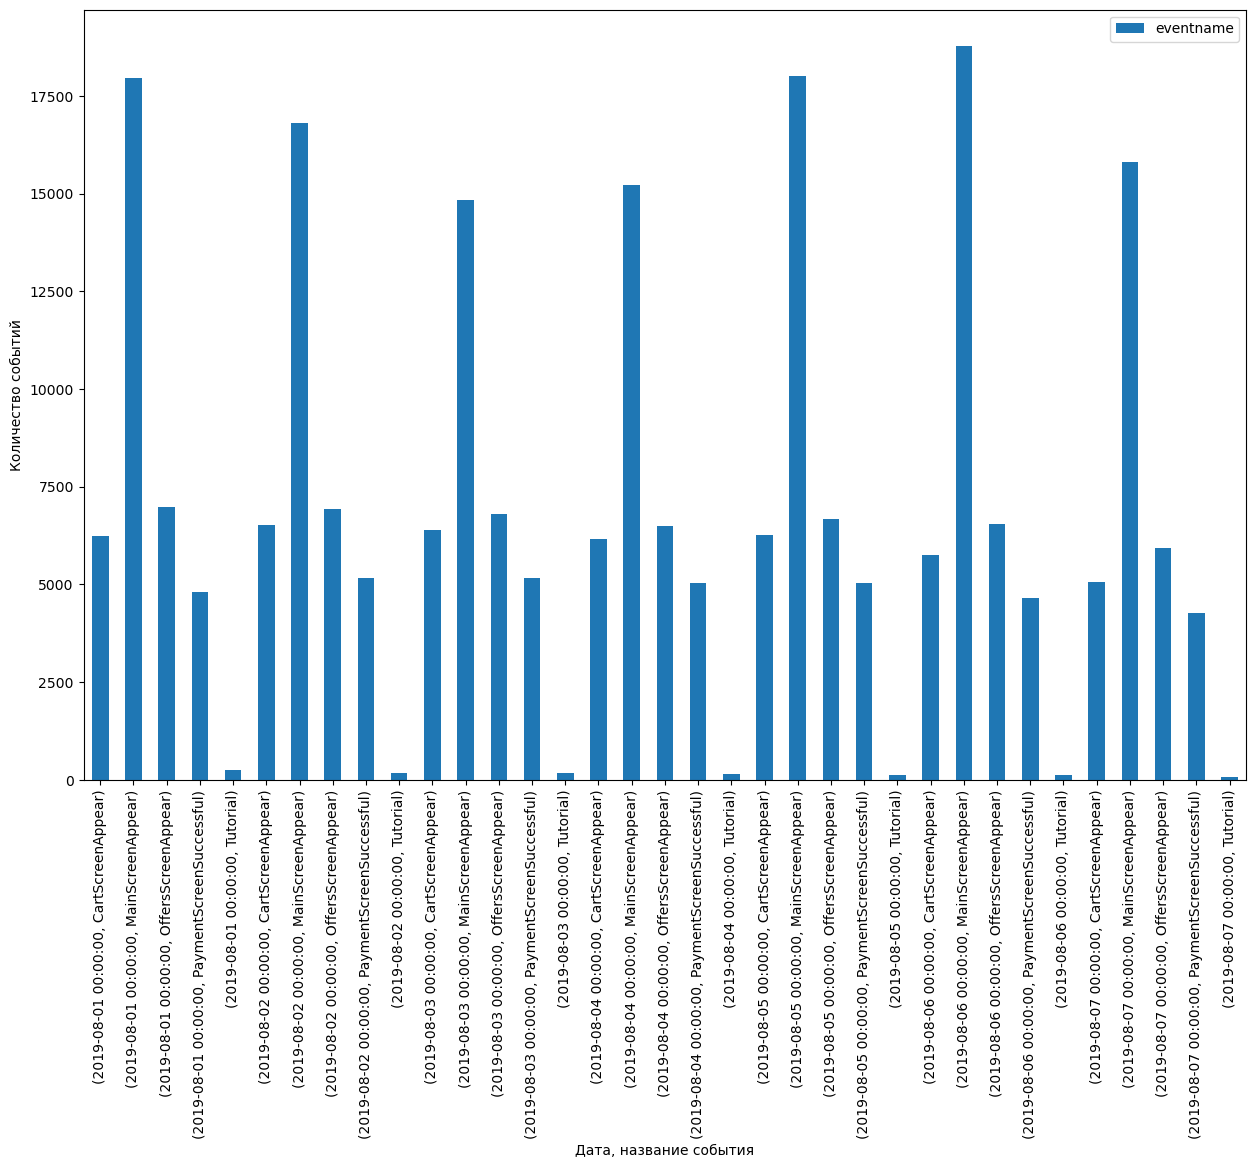 eventname
Количество событий
17500
15000
12500
10000
7500
5000
2500
0
(2019-08-01 00:00:00, CartScreenAppear)
(2019-08-01 00:00:00, MainScreenAppear)
(2019-08-01 00:00:00, OffersScreenAppear)
(2019-08-01 00:00:00, PaymentScreenSuccessful)
(2019-08-01 00:00:00, Tutorial)
(2019-08-02 00:00:00, CartScreenAppear)
(2019-08-02 00:00:00, MainScreenAppear)
(2019-08-02 00:00:00, OffersScreenAppear)
(2019-08-02 00:00:00, PaymentScreenSuccessful)
(2019-08-02 00:00:00, Tutorial)
(2019-08-03 00:00:00, CartScreenAppear)
(2019-08-03 00:00:00, MainScreenAppear)
(2019-08-03 00:00:00, OffersScreenAppear)
(2019-08-03 00:00:00, PaymentScreenSuccessful)
(2019-08-03 00:00:00, Tutorial)
(2019-08-04 00:00:00, CartScreenAppear)
(2019-08-04 00:00:00, MainScreenAppear)
(2019-08-04 00:00:00, OffersScreenAppear)
(2019-08-04 00:00:00, PaymentScreenSuccessful)
(2019-08-04 00:00:00, Tutorial)
(2019-08-05 00:00:00, CartScreenAppear)
(2019-08-05 00:00:00, MainScreenAppear)
(2019-08-05 00:00:00, OffersScreenAppear)
(2019-08-05 00:00:00, PaymentScreenSuccessful)
(2019-08-05 00:00:00, Tutorial)
(2019-08-06 00:00:00, CartScreenAppear)
(2019-08-06 00:00:00, MainScreenAppear)
(2019-08-06 00:00:00, OffersScreenAppear)
(2019-08-06 00:00:00, PaymentScreenSuccessful)
(2019-08-06 00:00:00, Tutorial)
(2019-08-07 00:00:00, CartScreenAppear)
(2019-08-07 00:00:00, MainScreenAppear)
(2019-08-07 00:00:00, OffersScreenAppear)
(2019-08-07 00:00:00, PaymentScreenSuccessful)
(2019-08-07 00:00:00, Tutorial)
Дата, название события